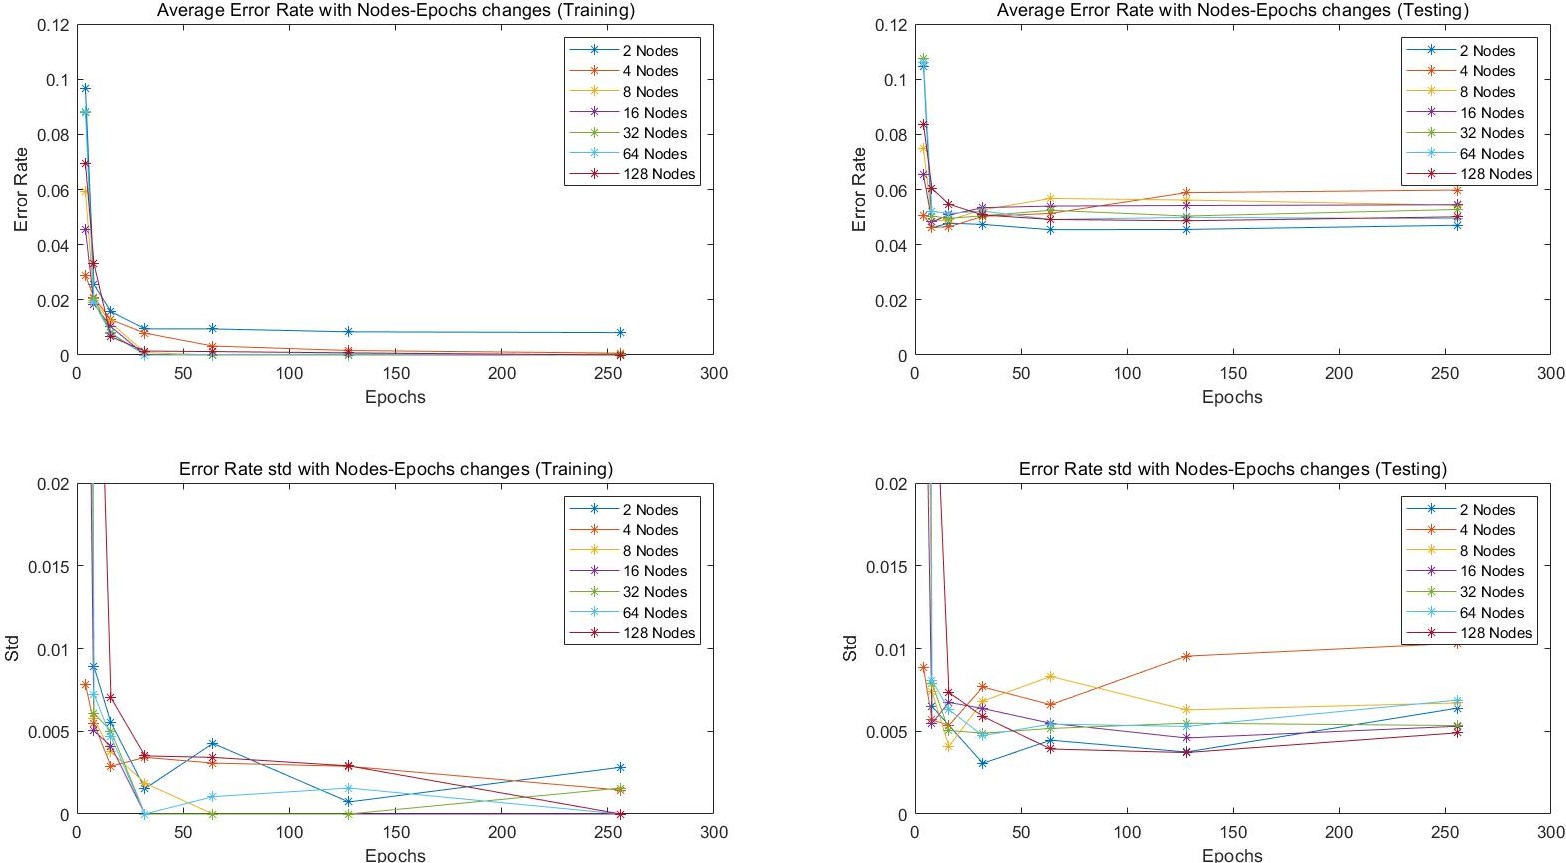 Average Error Rate with Nodes-Epochs changes (Training)
0.12
0.1
0.08
0.06
0.04
0.02
0
Error Rate
0 50 100 150 200 250 300
Epochs
2 Nodes
4 Nodes
8 Nodes
16 Nodes
32 Nodes
64 Nodes
128 Nodes
Average Error Rate with Nodes-Epochs changes (Testing)
0.12
0.1
0.08
0.06
0.04
0.02
0
Error Rate
0 50 100 150 200 250 300
Epochs
2 Nodes
4 Nodes
8 Nodes
16 Nodes
32 Nodes
64 Nodes
128 Nodes
Error Rate std with Nodes-Epochs changes (Training)
0.02
0.015
0.01
0.005
0
Std
0 50 100 150 200 250 300
Epochs
2 Nodes
4 Nodes
8 Nodes
16 Nodes
32 Nodes
64 Nodes
128 Nodes
Error Rate std with Nodes-Epochs changes (Testing)
0.02
0.015
0.01
0.005
0
Std
0 50 100 150 200 250 300
Epochs
2 Nodes
4 Nodes
8 Nodes
16 Nodes
32 Nodes
64 Nodes
128 Nodes